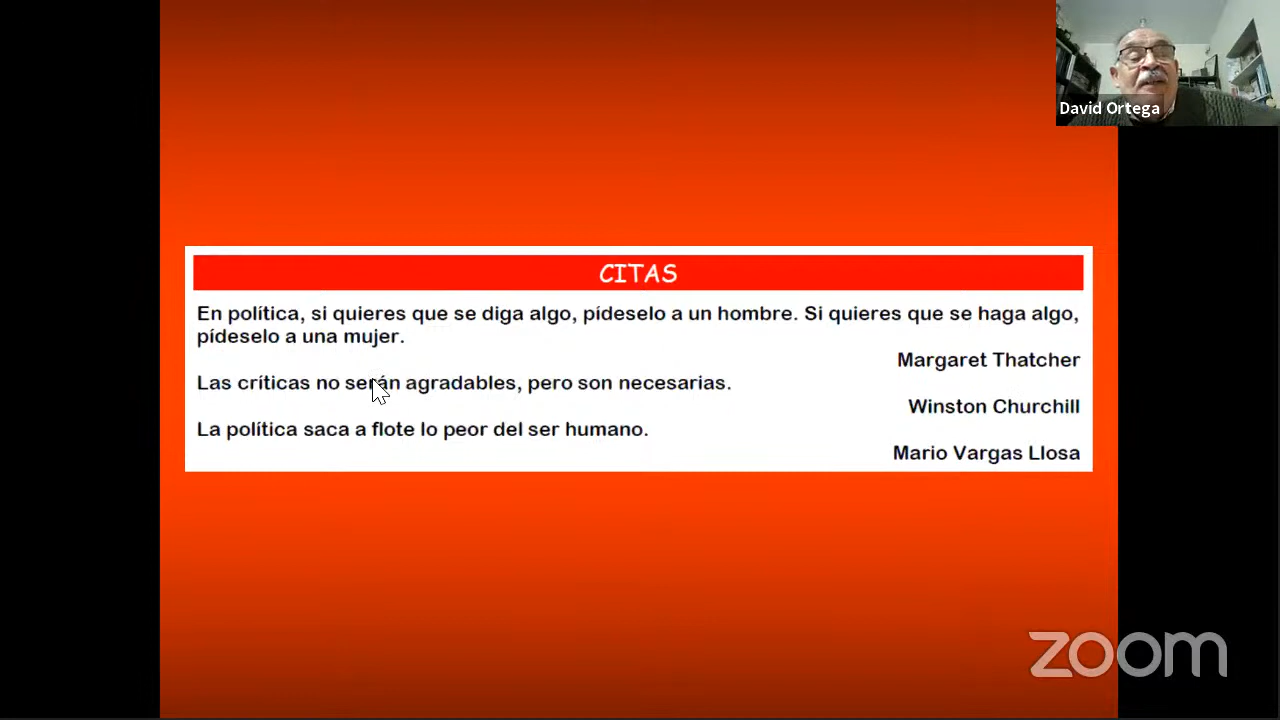 David Ortega
CITAS
En política, si quieres que se diga algo, pídeselo a un hombre. Si quieres que se haga algo,
pídeselo a una mujer.
Margaret Thatcher
Las críticas no serán agradables, pero son necesarias.
Winston Churchill
La política saca a flote lo peor del ser humano.
Mario Vargas Llosa
zoom